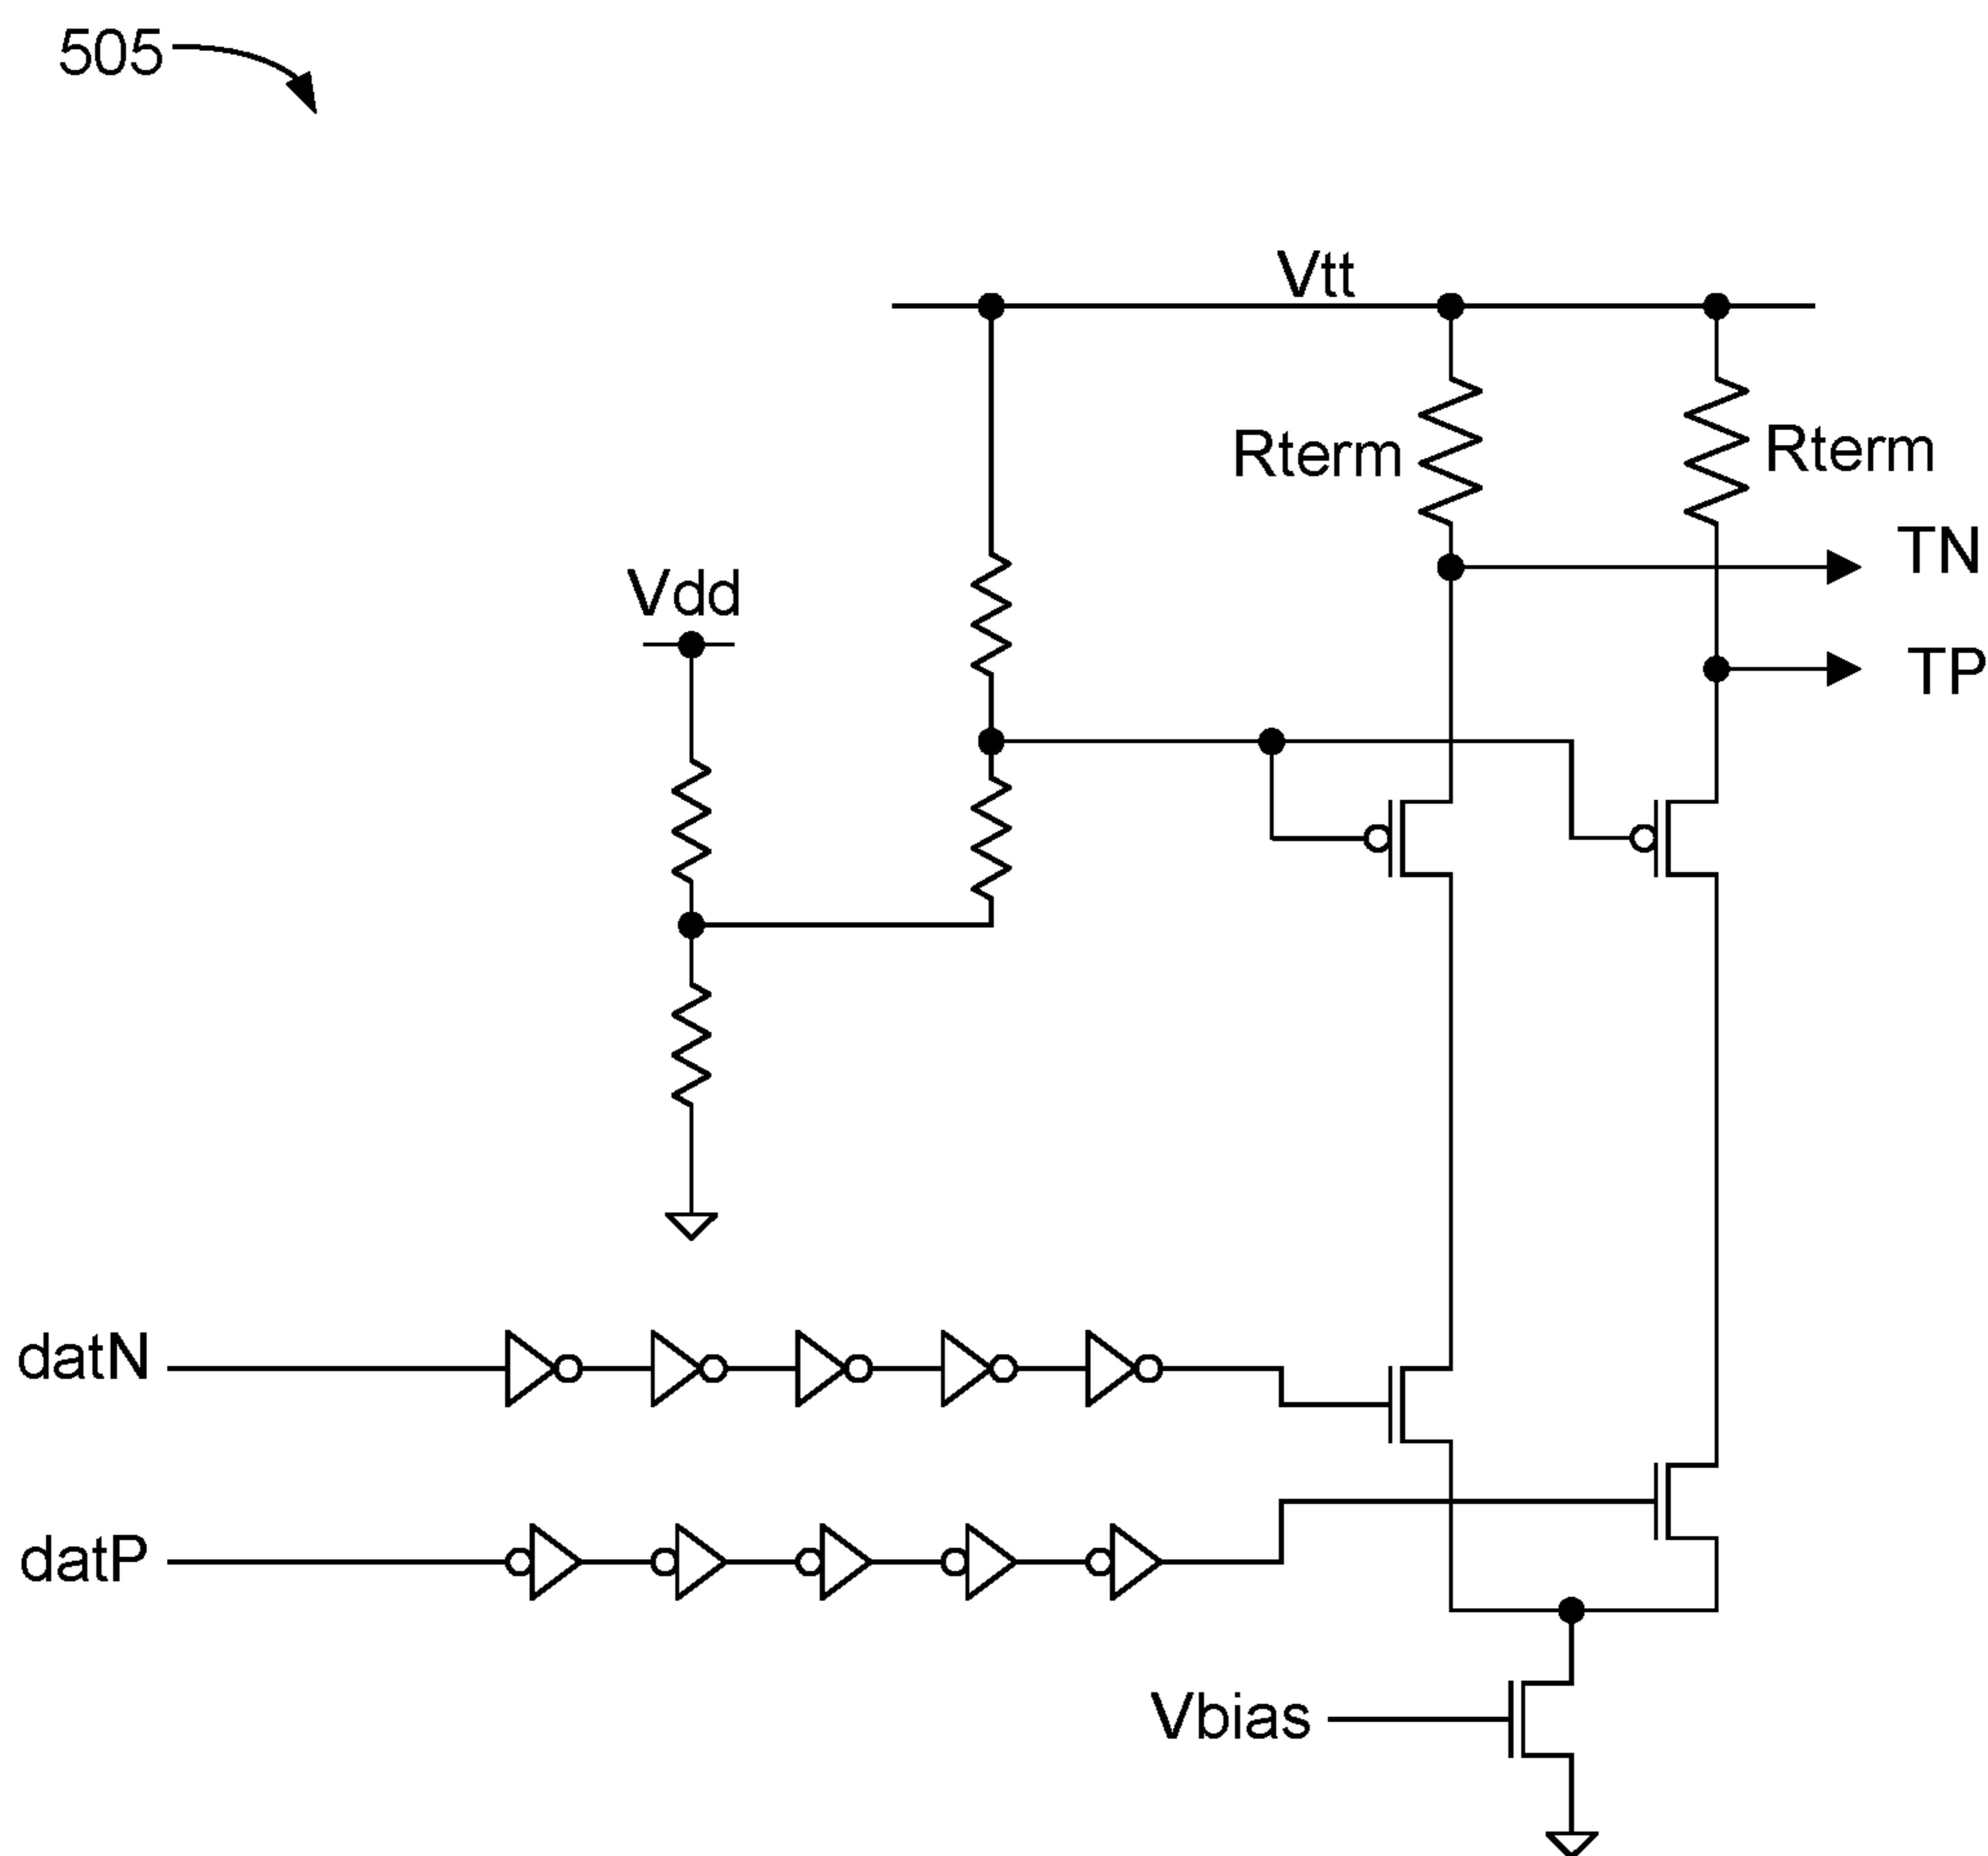 505
Vtt
Rterm
Rterm
TN
Vdd
TP
datN
datP
Vbias